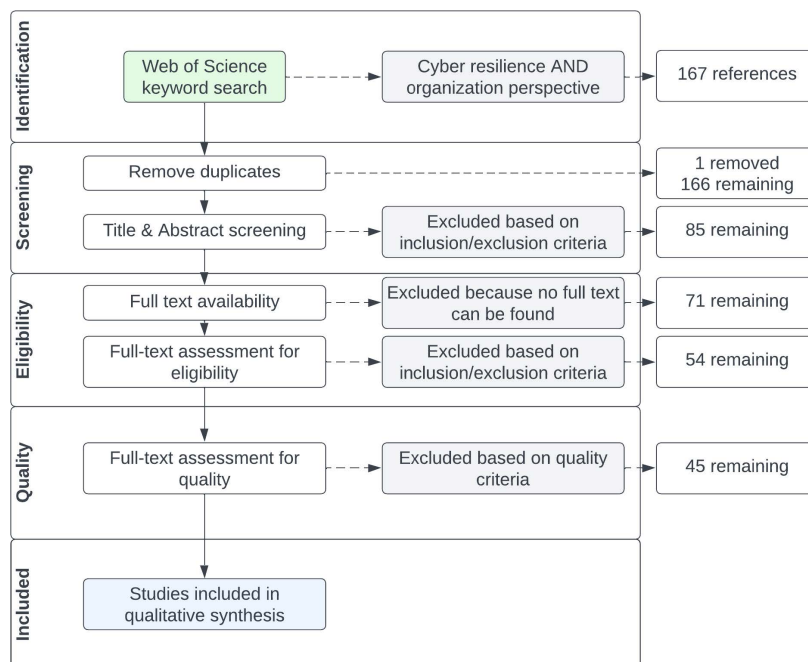 Identification
Web of Science
keyword search
Cyber resilience AND
organization perspective
167 references
Screening
Remove duplicates
1 removed
166 remaining
Title & Abstract screening
Excluded based on
inclusion/exclusion criteria
85 remaining
Eligibility
Full text availability
Excluded because no full text
can be found
71 remaining
Full-text assessment for
eligibility
Excluded based on
inclusion/exclusion criteria
54 remaining
Quality
Full-text assessment for
quality
Excluded based on quality
criteria
45 remaining
Included
Studies included in
qualitative synthesis